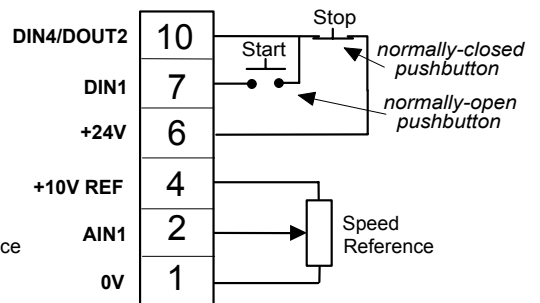 DIN4/DOUT2 10 Stop
Start normally-closed
pushbutton
DIN1 7 normally-open
pushbutton
+24V 6
+10V REF 4
AIN1 2 Speed
Reference
ce
0V 1